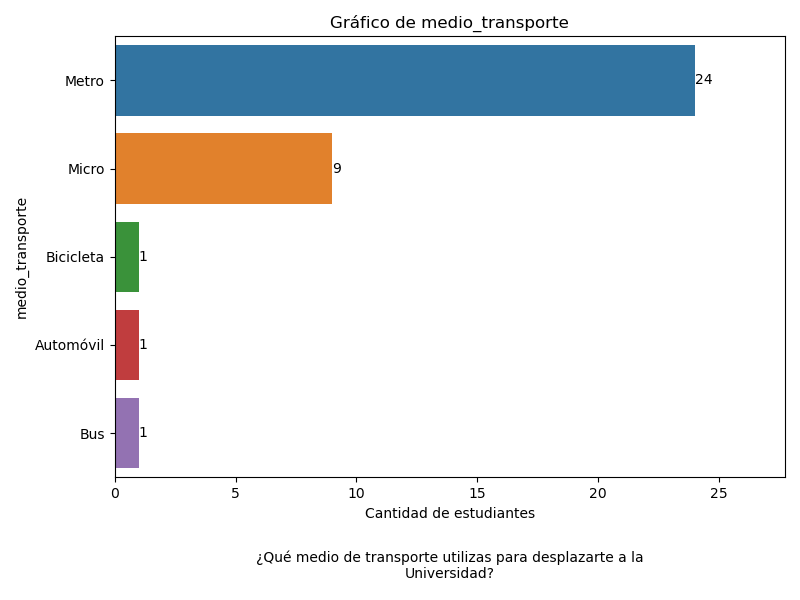 Gráfico de medio_transporte
medio_transporte
Metro
24
Micro
9
Bicicleta
1
Automóvil
1
Bus
1
0
5
10
15
20
25
Cantidad de estudiantes
¿Qué medio de transporte utilizas para desplazarte a la
Universidad?